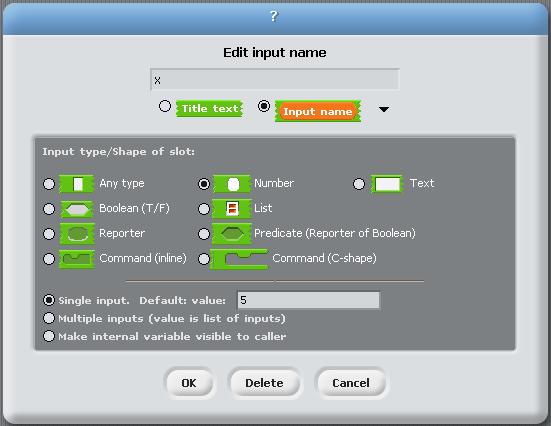 ?
Edit input name
x
Title text Input name
Input type/Shape of slot:
Any type Number Text
Boolean (T/F) List
Reporter Predicate (Reporter of Boolean)
Command (inline) Command (C-shape)
Single input. Default: value: 5
Multiple inputs (value is list of inputs)
Make internal variable visible to caller
OK Delete Cancel